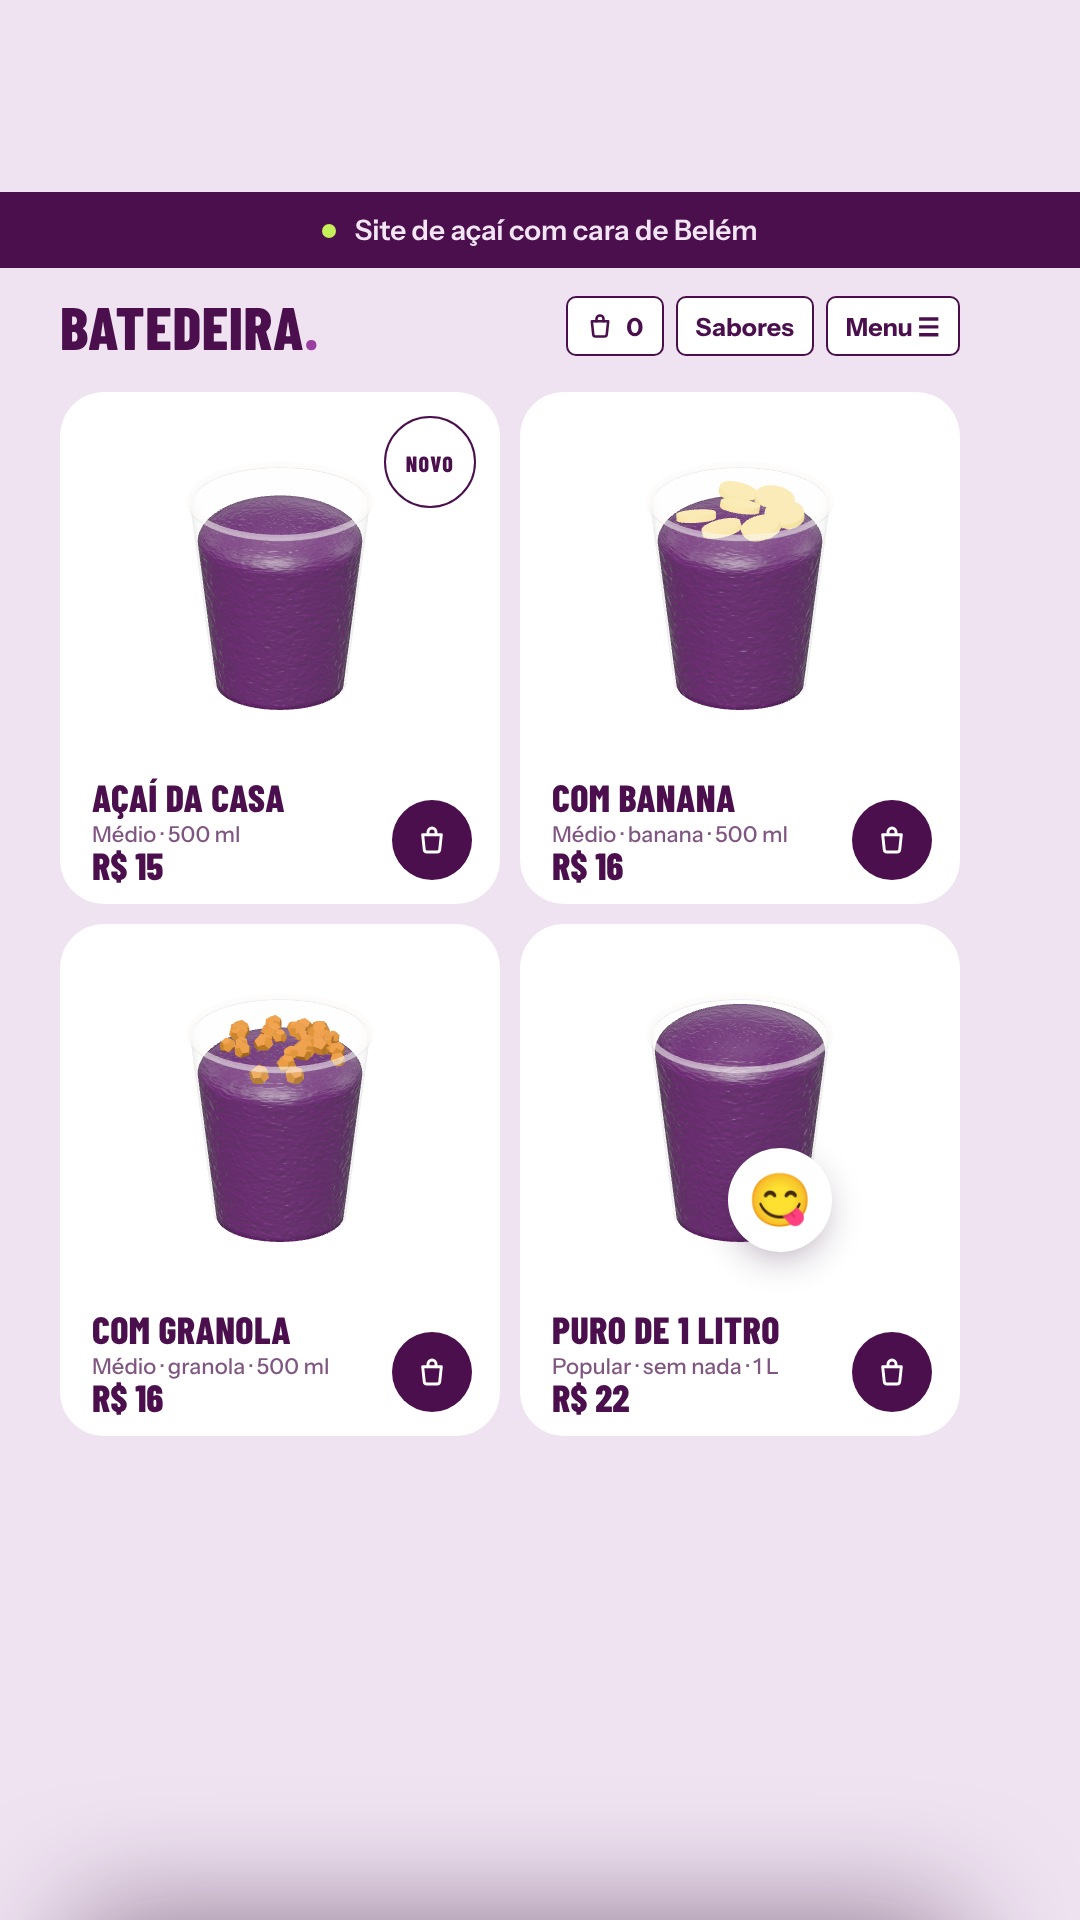 Site de açaí com cara de Belém
BATEDEIRA.
0
Sabores
Menu
NOVO
AÇAÍ DA CASA
Médio · 500 ml
R$ 15
COM BANANA
Médio · banana · 500 ml
R$ 16
COM GRANOLA
Médio · granola · 500 ml
R$ 16
PURO DE 1 LITRO
Popular · sem nada · 1 L
R$ 22